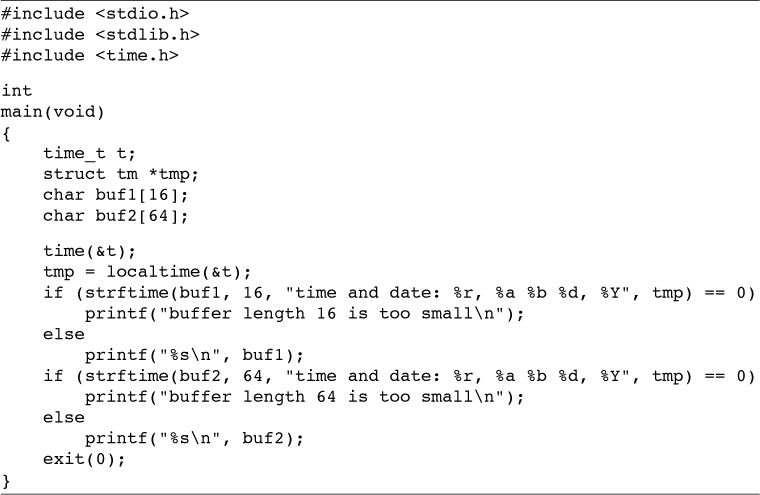 #include <stdio.h>
#include <stdlib.h>
#include <time.h>
int
main(void)
{
    time_t t;
    struct tm *tmp;
    char buf1[16];
    char buf2[64];
    time(&t);
    tmp = localtime(&t);
    if (strftime(buf1, 16, "time and date: %r, %a %b %d, %Y", tmp) == 0)
        printf("buffer length 16 is too small\n");
    else
        printf("%s\n", buf1);
    if (strftime(buf2, 64, "time and date: %r, %a %b %d, %Y", tmp) == 0)
        printf("buffer length 64 is too small\n");
    else
        printf("%s\n", buf2);
    exit(0);
}